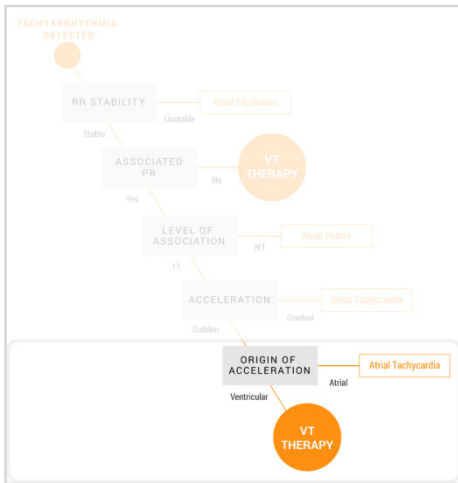 TACHYARRHYTHMIA
DETECTED
RR STABILITY
Atrial Fibrillation
Unstable
Stable
ASSOCIATED
PR
VT
THERAPY
No
Yes
LEVEL OF
ASSOCIATION
Atrial Flutter
N:1
1:1
ACCELERATION
Sinus Tachycardia
Gradual
Sudden
ORIGIN OF
ACCELERATION
Atrial Tachycardia
Atrial
Ventricular
VT
THERAPY